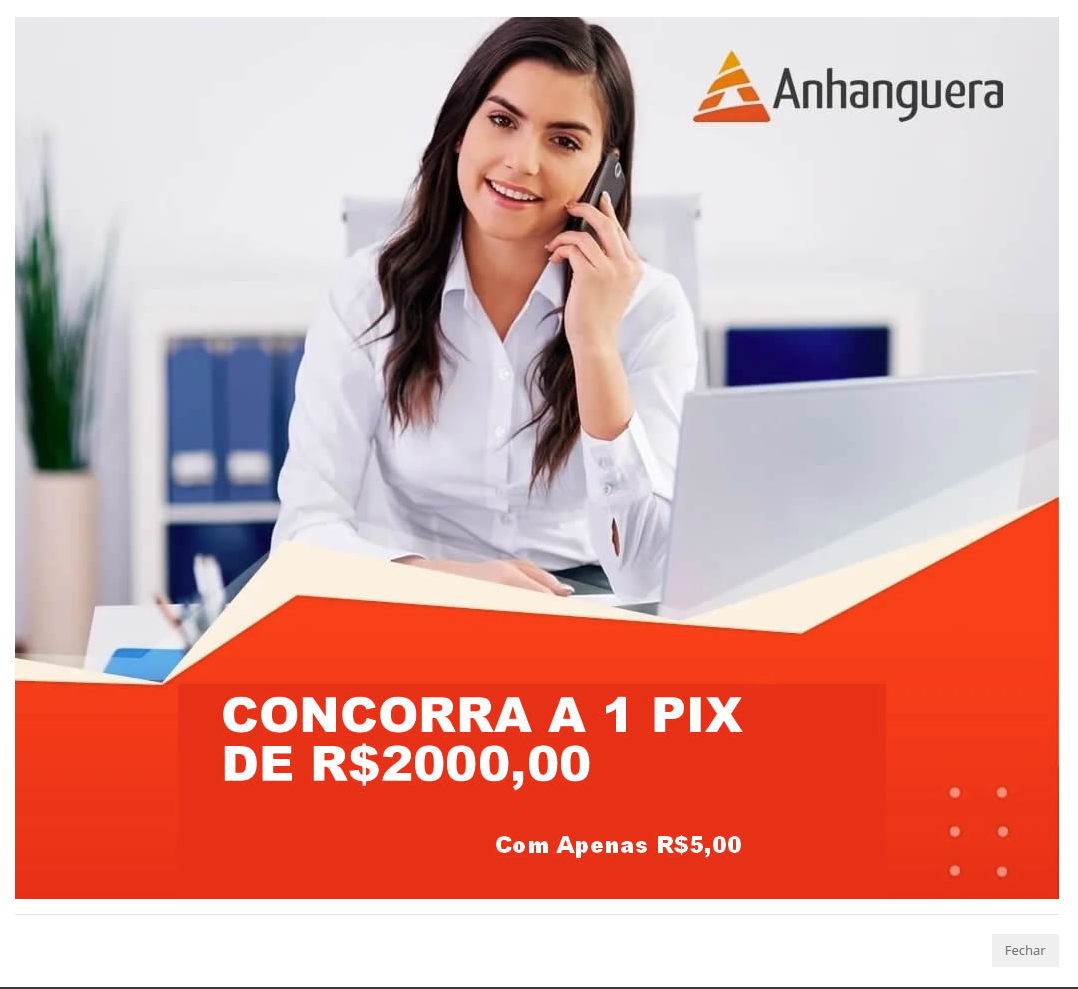 Anhanguera
CONCORRA A 1 PIX
DE R$2000,00
Com Apenas R$5,00
Fechar